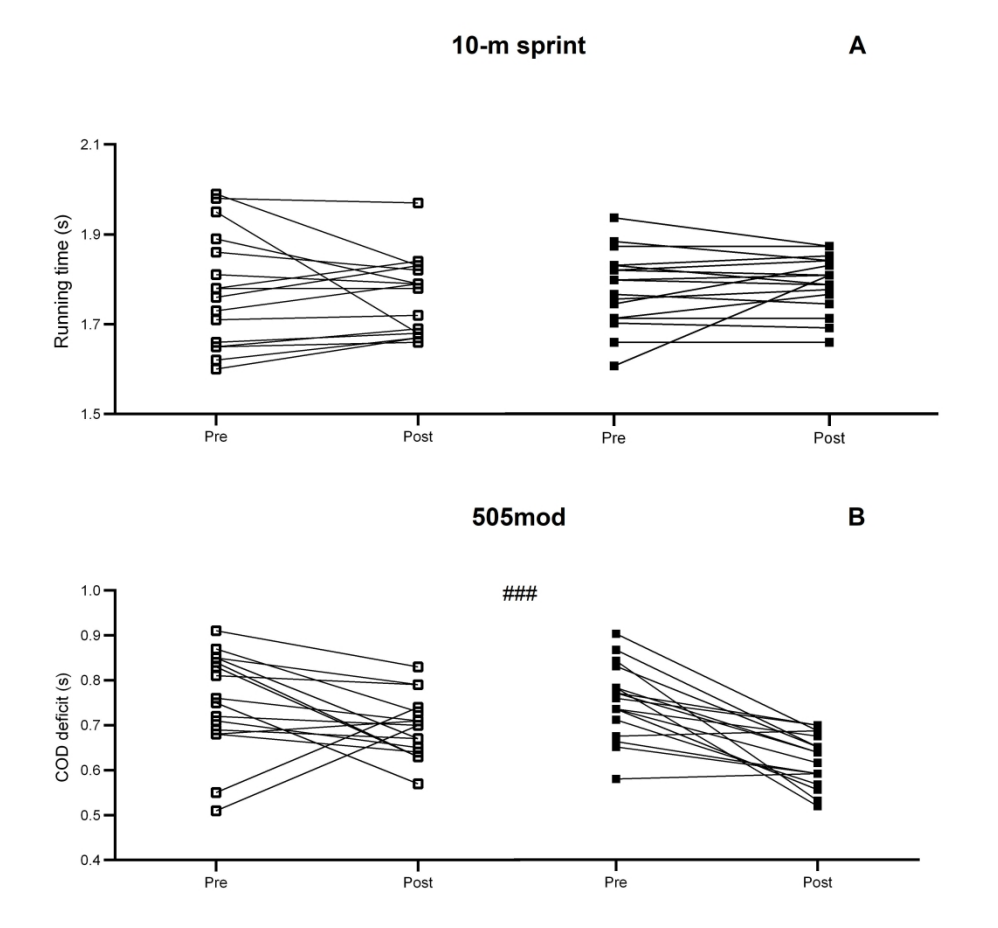 10-m sprint A
2.1
1.9
1.7
1.5
Running time (s)
Pre Post Pre Post
505mod B
###
1.0
0.9
0.8
0.7
0.6
0.5
0.4
COD deficit (s)
Pre Post Pre Post